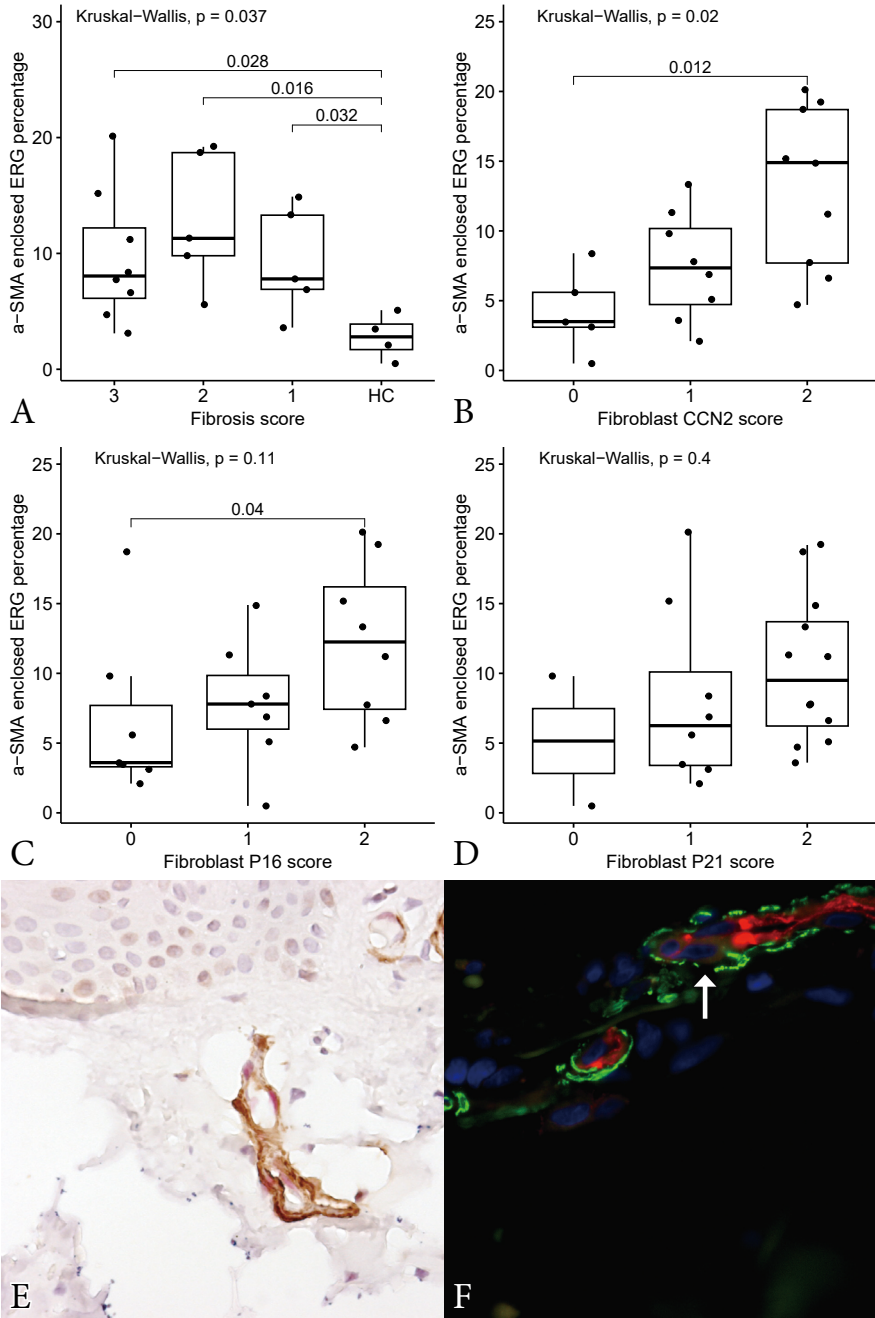 Kruskal−Wallis, p = 0.037
0.028
0.016
0.032
a−SMA enclosed ERG percentage
30
20
10
0
3 2 1 HC
Fibrosis score
A
Kruskal−Wallis, p = 0.02
0.012
a−SMA enclosed ERG percentage
25
20
15
10
5
0
0 1 2
Fibroblast CCN2 score
B
Kruskal−Wallis, p = 0.11
0.04
a−SMA enclosed ERG percentage
25
20
15
10
5
0
0 1 2
Fibroblast P16 score
C
Kruskal−Wallis, p = 0.4
a−SMA enclosed ERG percentage
25
20
15
10
5
0
0 1 2
Fibroblast P21 score
D
E
F